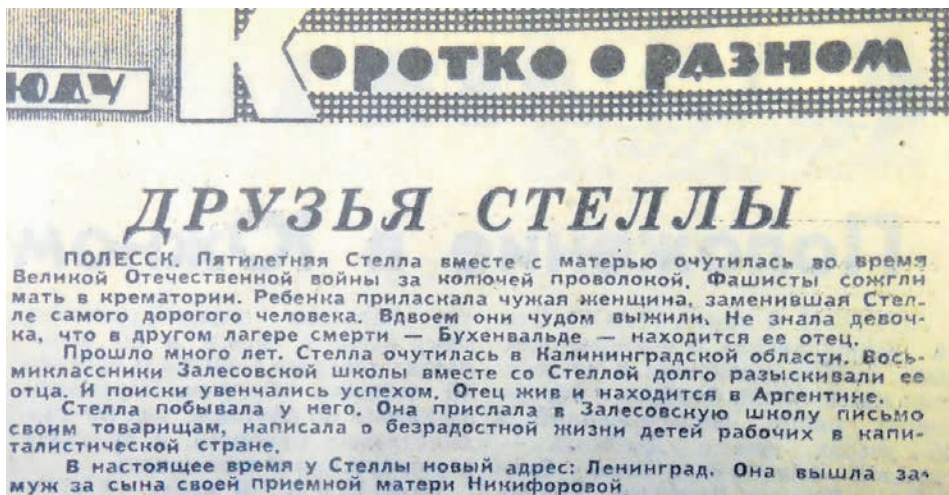 ЮДУ
Коротко о разном
ДРУЗЬЯ СТЕЛЛЫ
ПОЛЕССК. Пятилетняя Стелла вместе с матерью очутилась во время
Великой Отечественной войны за колючей проволокой. Фашисты сожгли
мать в крематории. Ребенка приласкала чужая женщина, заменившая Стел-
ле самого дорогого человека. Вдвоем они чудом выжили. Не знала девоч-
ка, что в другом лагере смерти — Бухенвальде — находится ее отец.
Прошло много лет. Стелла очутилась в Калининградской области. Вось-
миклассники Залесовской школы вместе со Стеллой долго разыскивали ее
отца. И поиски увенчались успехом. Отец жив и находится в Аргентине.
Стелла побывала у него. Она прислала в Залесовскую школу письмо
своим товарищам, написала о безрадостной жизни детей рабочих в капи-
талистической стране.
В настоящее время у Стеллы новый адрес: Ленинград. Она вышла за-
муж за сына своей приемной матери Никифоровой